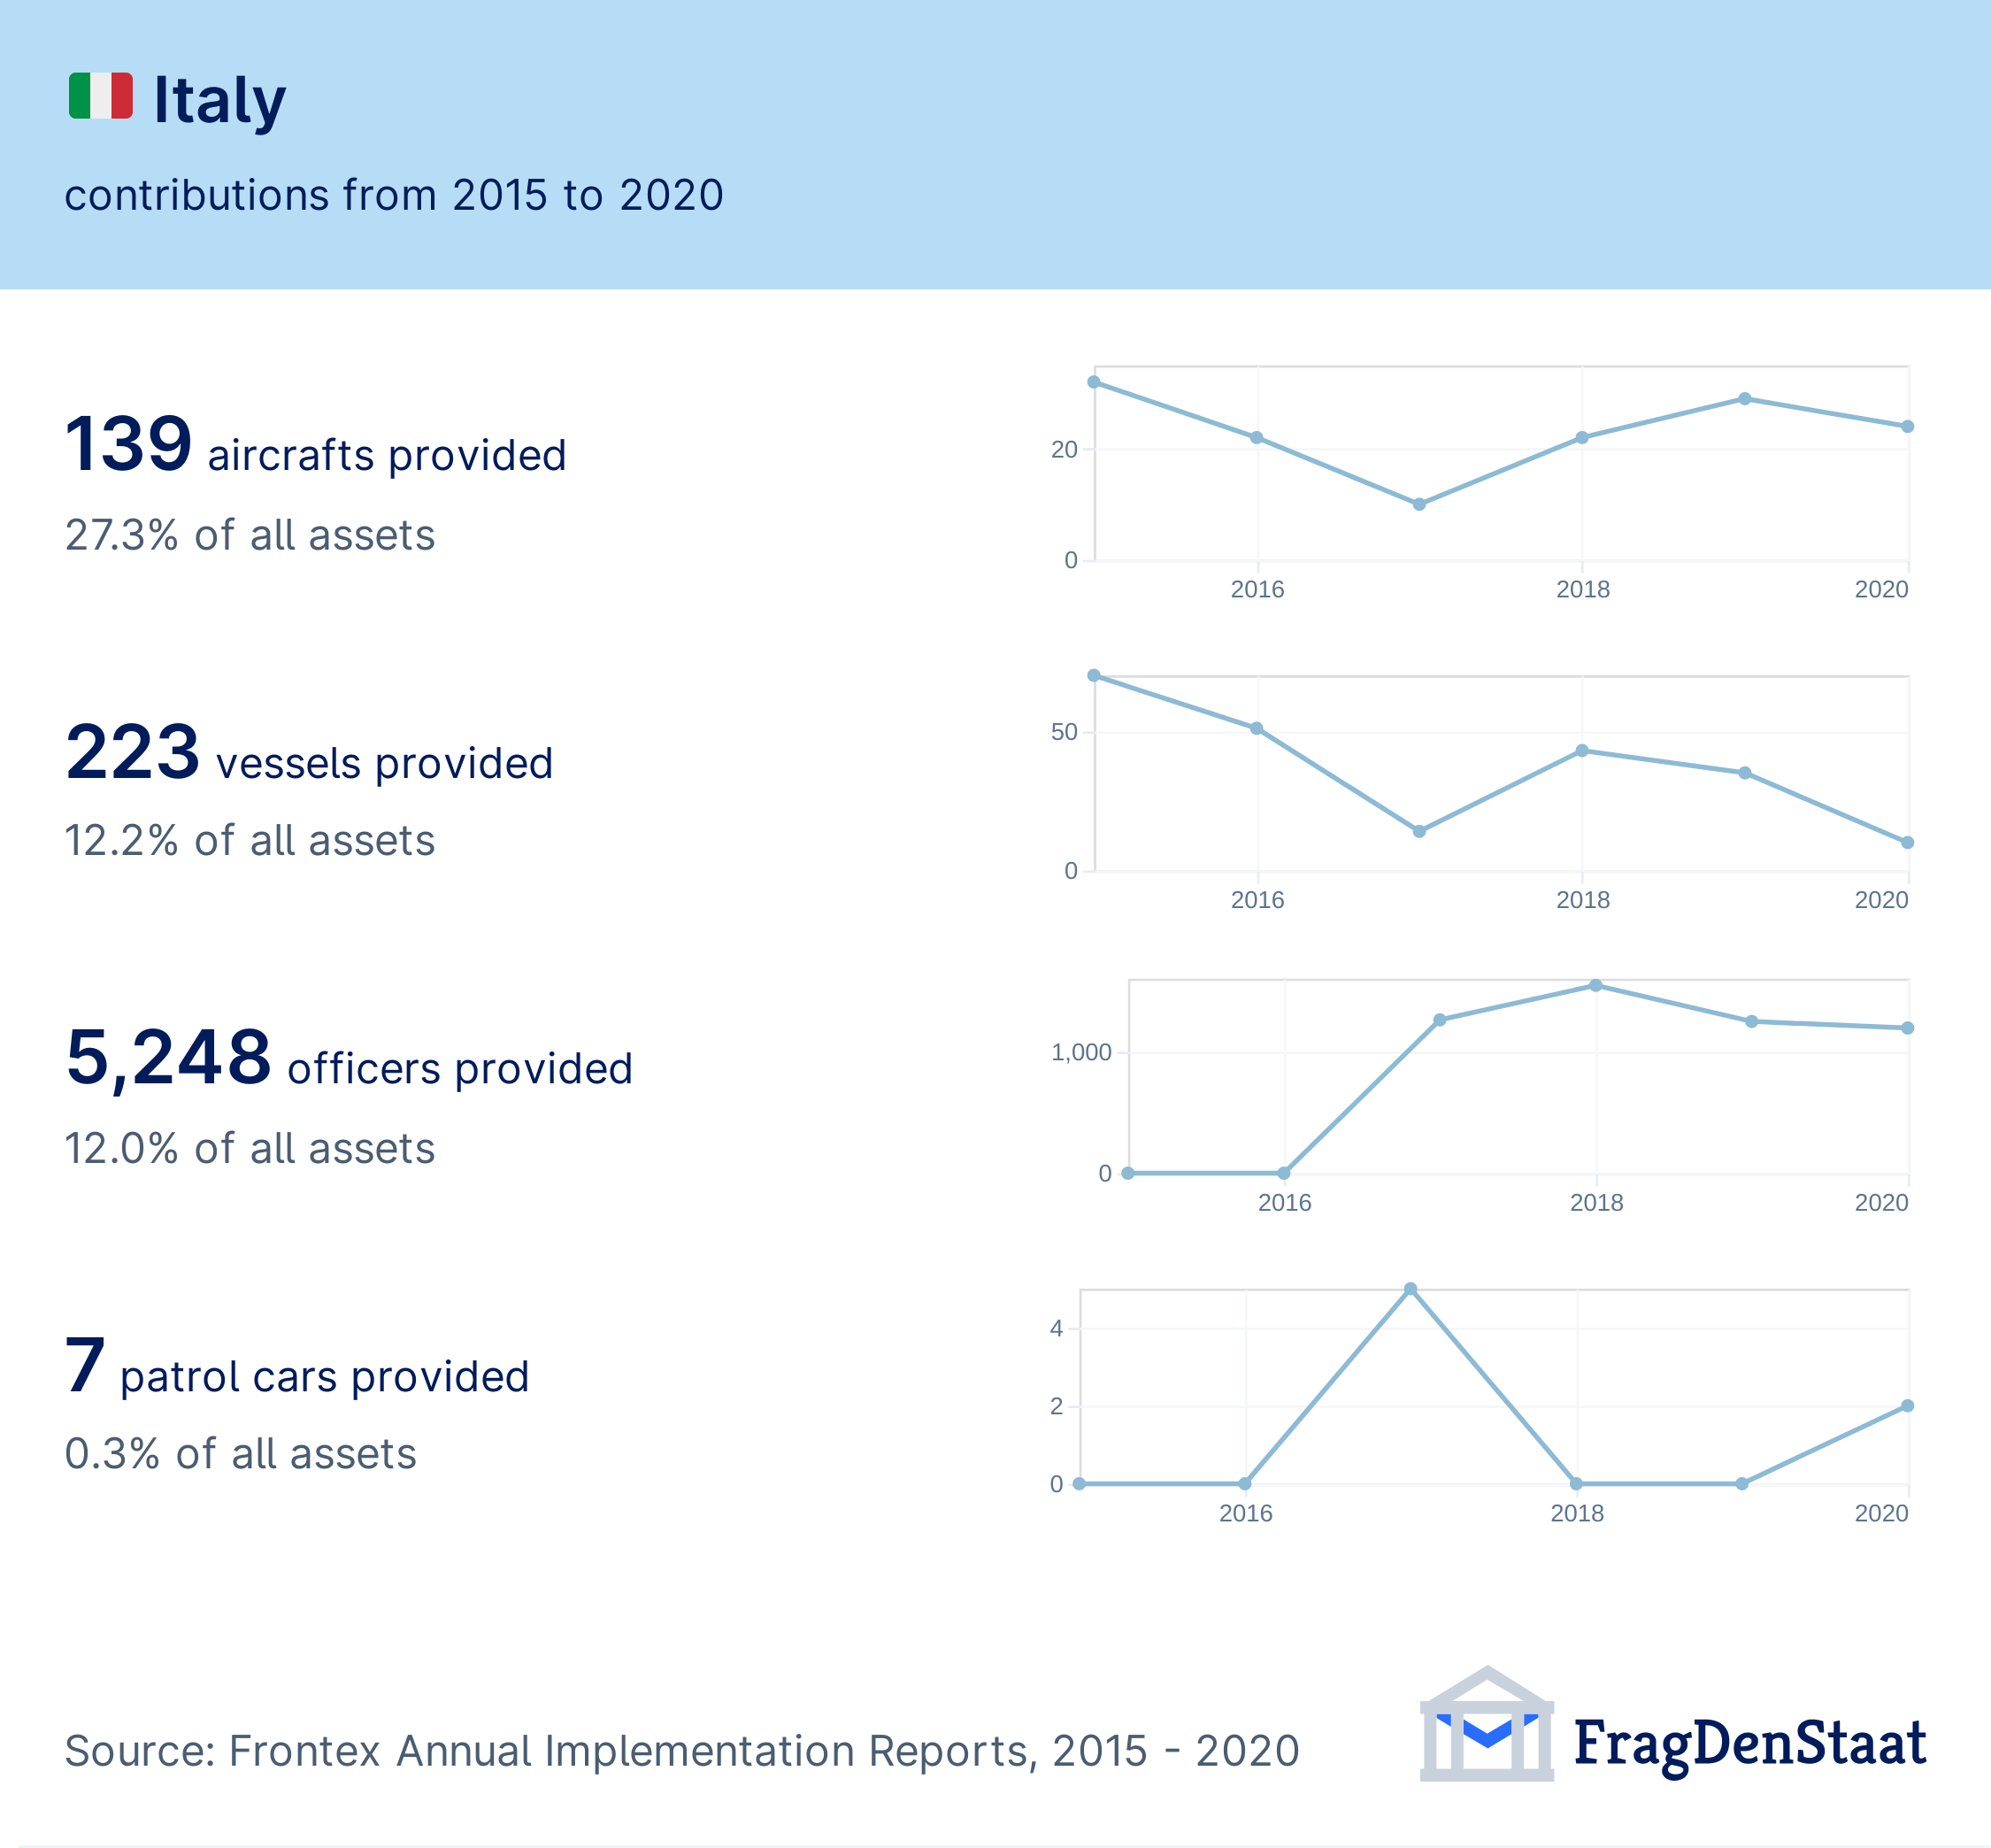 Italy
contributions from 2015 to 2020
139 aircrafts provided
27.3% of all assets
20
0
2016 2018 2020
223 vessels provided
12.2% of all assets
50
0
2016 2018 2020
5,248 officers provided
12.0% of all assets
1,000
0
2016 2018 2020
7 patrol cars provided
0.3% of all assets
4
2
0
2016 2018 2020
Source: Frontex Annual Implementation Reports, 2015 - 2020
FragDenStaat